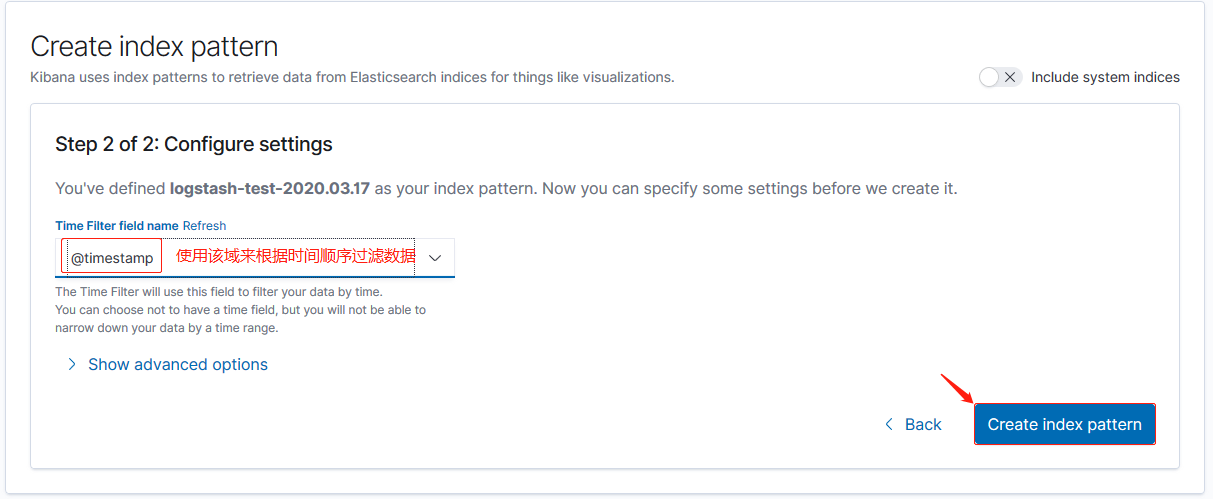 Create index pattern
Kibana uses index patterns to retrieve data from Elasticsearch indices for things like visualizations.
Include system indices
Step 2 of 2: Configure settings
You've defined logstash-test-2020.03.17 as your index pattern. Now you can specify some settings before we create it.
Time Filter field name Refresh
@timestamp 使用该域来根据时间顺序过滤数据
The Time Filter will use this field to filter your data by time.
You can choose not to have a time field, but you will not be able to
narrow down your data by a time range.
Show advanced options
Back
Create index pattern